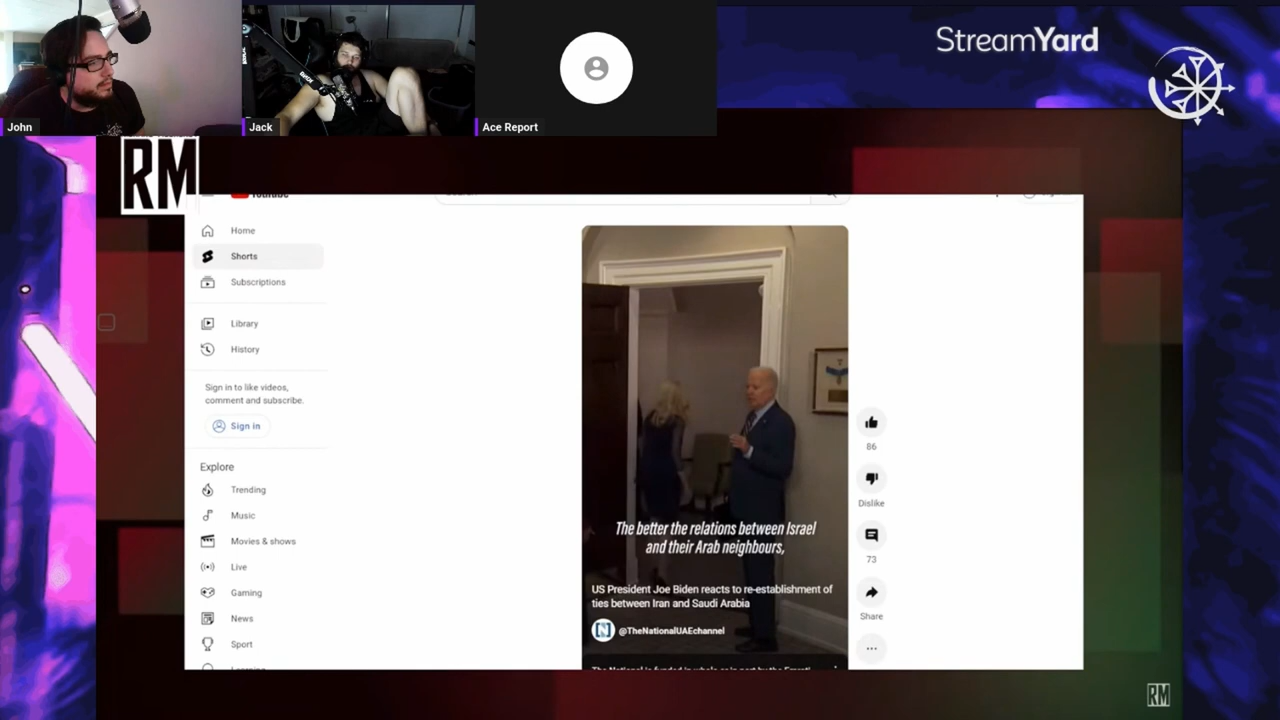 StreamYard
John
Jack
Ace Report
RM
Home
Shorts
Subscriptions
Library
History
Sign in to like videos,
comment and subscribe.
Sign in
Explore
Trending
Music
Movies & shows
Live
Gaming
News
Sport
The better the relations between Israel
and their Arab neighbours,
US President Joe Biden reacts to re-establishment of
ties between Iran and Saudi Arabia
@TheNationalUAEchannel
86
Dislike
73
Share
RM